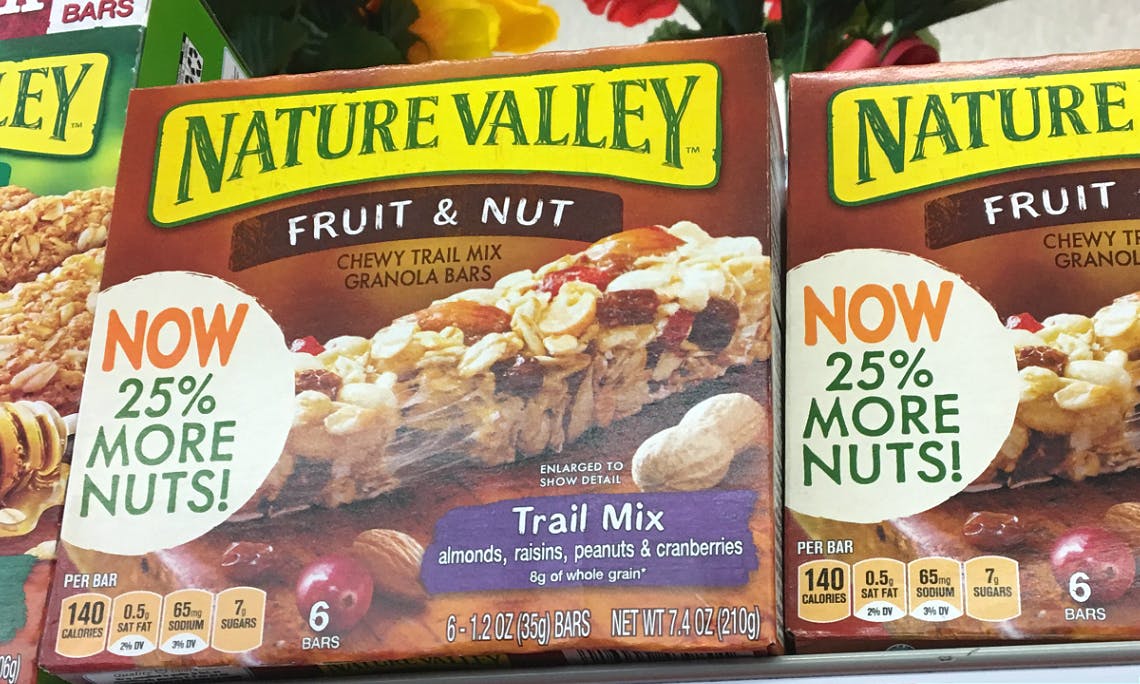 BARS
LEY
TM
06g)
NATURE VALLEY
TM
FRUIT & NUT
CHEWY TRAIL MIX
GRANOLA BARS
NOW
25%
MORE
NUTS!
ENLARGED TO
SHOW DETAIL
Trail Mix
almonds, raisins, peanuts & cranberries
8g of whole grain*
PER BAR
140
CALORIES
0.5g
SAT FAT
2% DV
65mg
SODIUM
3% DV
7g
SUGARS
6
BARS
6 - 1.2 OZ (35g) BARS NET WT 7.4 OZ (210g)
NATURE VALLEY
NATURE
FRUIT
CHEWY TR
GRANOL
NOW
25%
MORE
NUTS!
PER BAR
140
CALORIES
0.5g
SAT FAT
2% DV
65mg
SODIUM
3% DV
7g
SUGARS
6
BARS